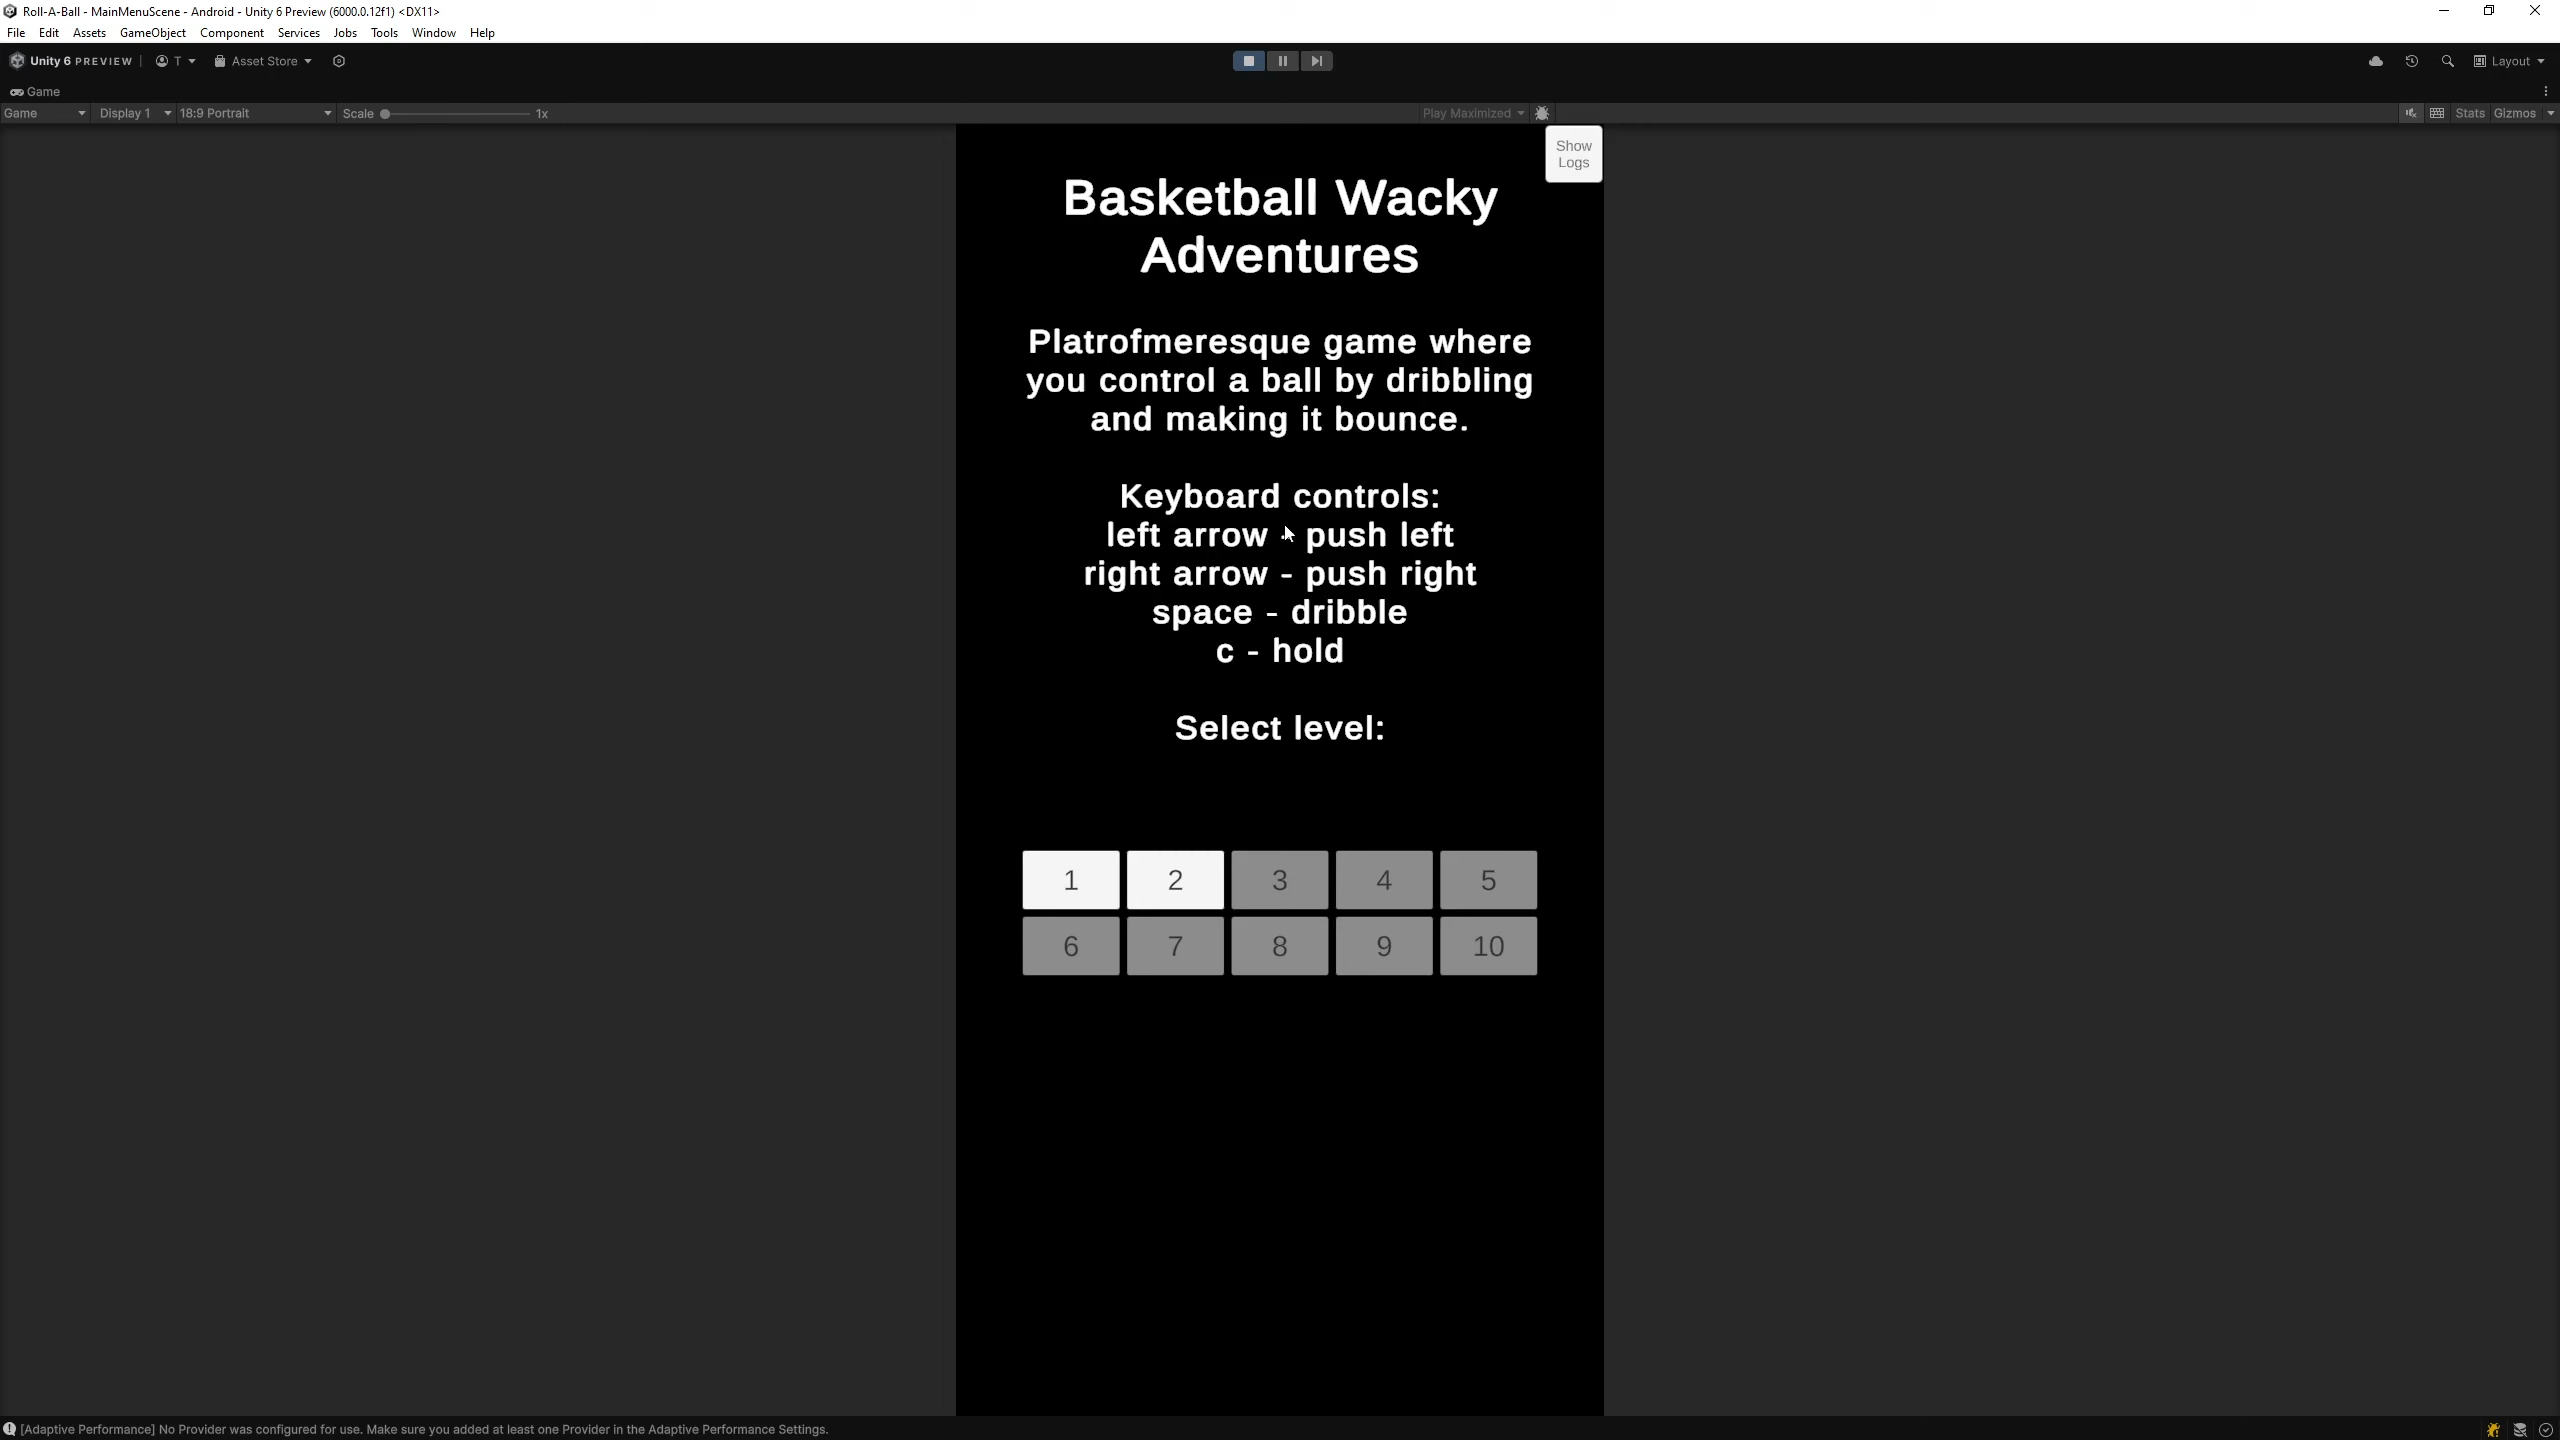 Roll-A-Ball - MainMenuScene - Android - Unity 6 Preview (6000.0.12f1) <DX11>
File Edit Assets GameObject Component Services Jobs Tools Window Help
Unity 6 PREVIEW T Asset Store Layout
Game
Game Display 1 18:9 Portrait Scale 1x Play Maximized Stats Gizmos
Show
Logs
Basketball Wacky
Adventures
Platrofmeresque game where
you control a ball by dribbling
and making it bounce.
Keyboard controls:
left arrow - push left
right arrow - push right
space - dribble
c - hold
Select level:
1 2 3 4 5
6 7 8 9 10
[Adaptive Performance] No Provider was configured for use. Make sure you added at least one Provider in the Adaptive Performance Settings.